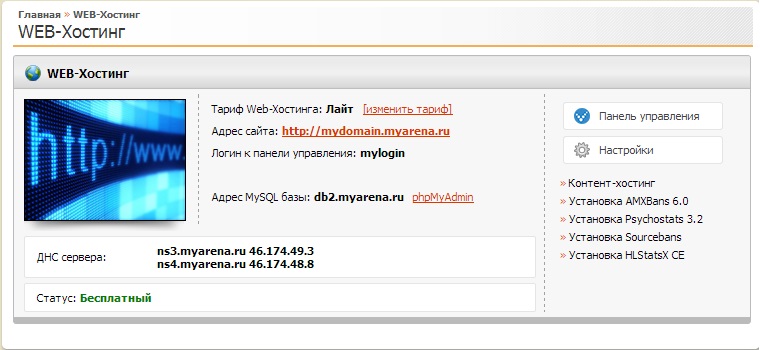 Главная » WEB-Хостинг
WEB-Хостинг
WEB-Хостинг
http://www.
Тариф Web-Хостинга: Лайт [изменить тариф]
Адрес сайта: http://mydomain.myarena.ru
Логин к панели управления: mylogin
Адрес MySQL базы: db2.myarena.ru phpMyAdmin
ДНС сервера: ns3.myarena.ru 46.174.49.3
ns4.myarena.ru 46.174.48.8
Статус: Бесплатный
Панель управления
Настройки
» Контент-хостинг
» Установка AMXBans 6.0
» Установка Psychostats 3.2
» Установка Sourcebans
» Установка HLStatsX CE